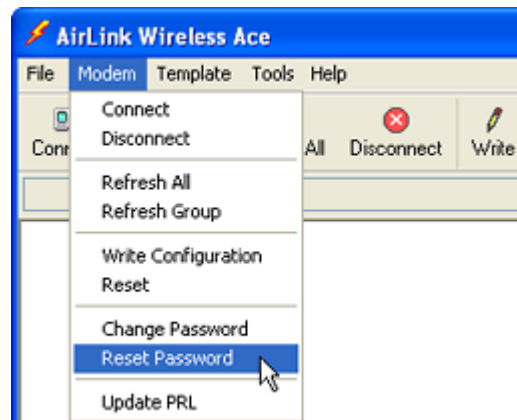 AirLink Wireless Ace
File Modem Template Tools Help
All Disconnect Write
Connect
Disconnect
Refresh All
Refresh Group
Write Configuration
Reset
Change Password
Reset Password
Update PRL